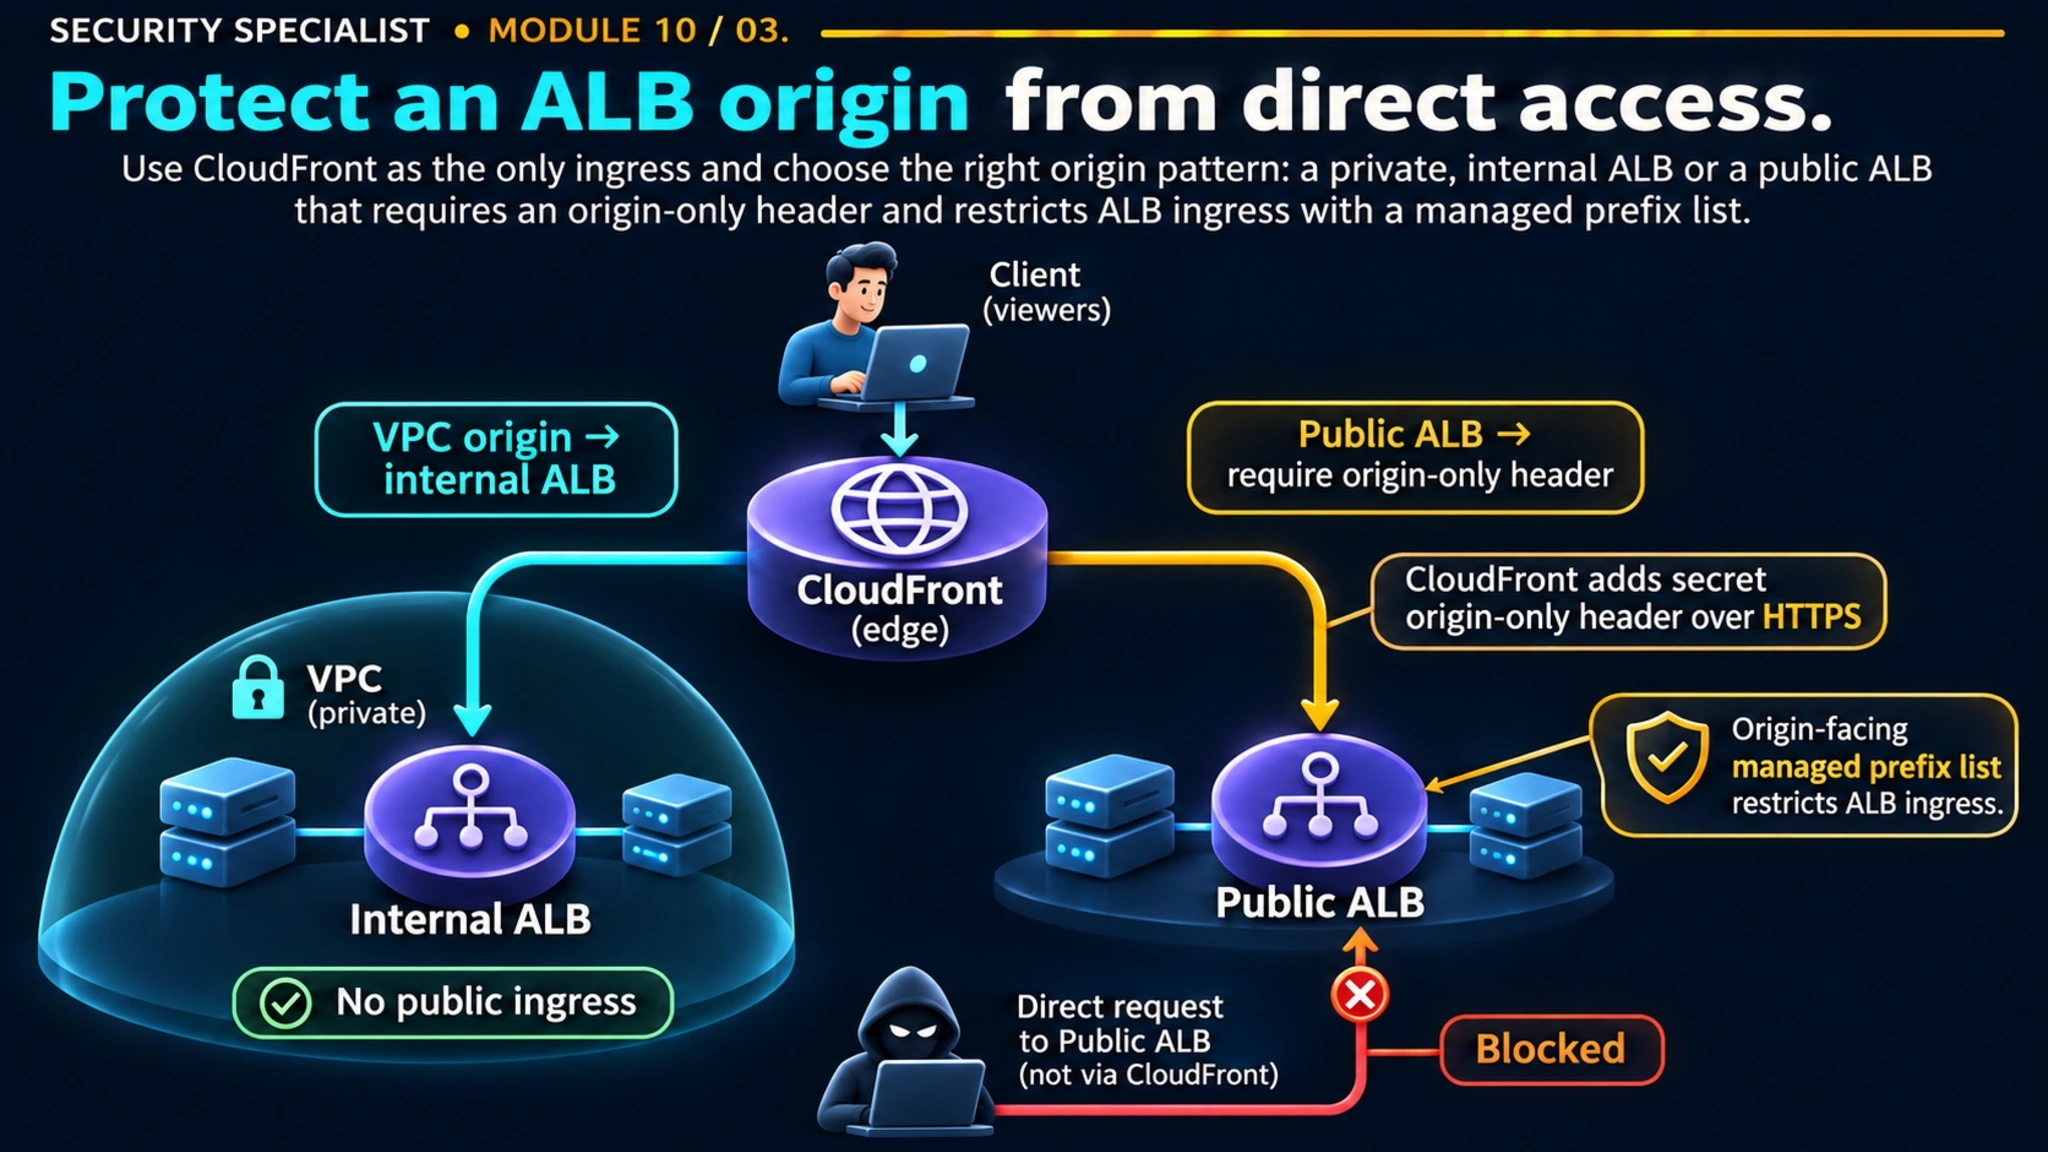 SECURITY SPECIALIST • MODULE 10 / 03.
Protect an ALB origin from direct access.
Use CloudFront as the only ingress and choose the right origin pattern: a private, internal ALB or a public ALB
that requires an origin-only header and restricts ALB ingress with a managed prefix list.
Client
(viewers)
VPC origin →
internal ALB
Public ALB →
require origin-only header
CloudFront
(edge)
CloudFront adds secret
origin-only header over HTTPS
VPC
(private)
Origin-facing
managed prefix list
restricts ALB ingress.
Internal ALB
Public ALB
No public ingress
Direct request
to Public ALB
(not via CloudFront)
Blocked